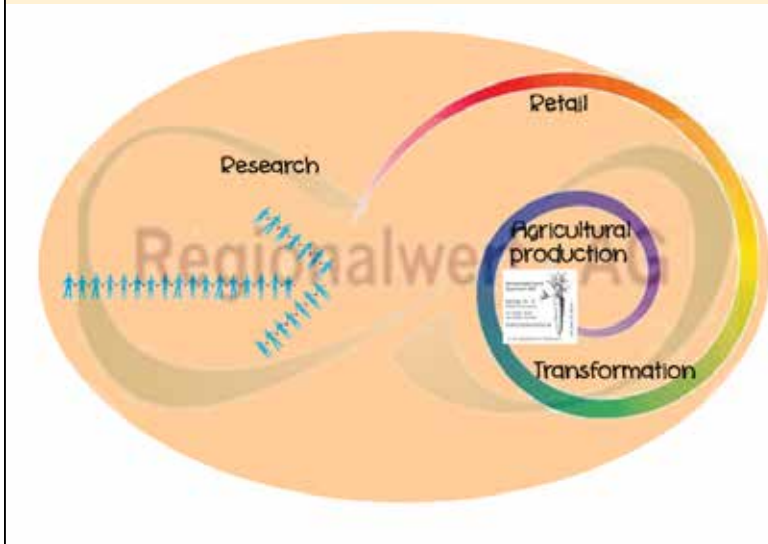 Retail
Research
Agricultural
production
Regionalwert AG
Transformation